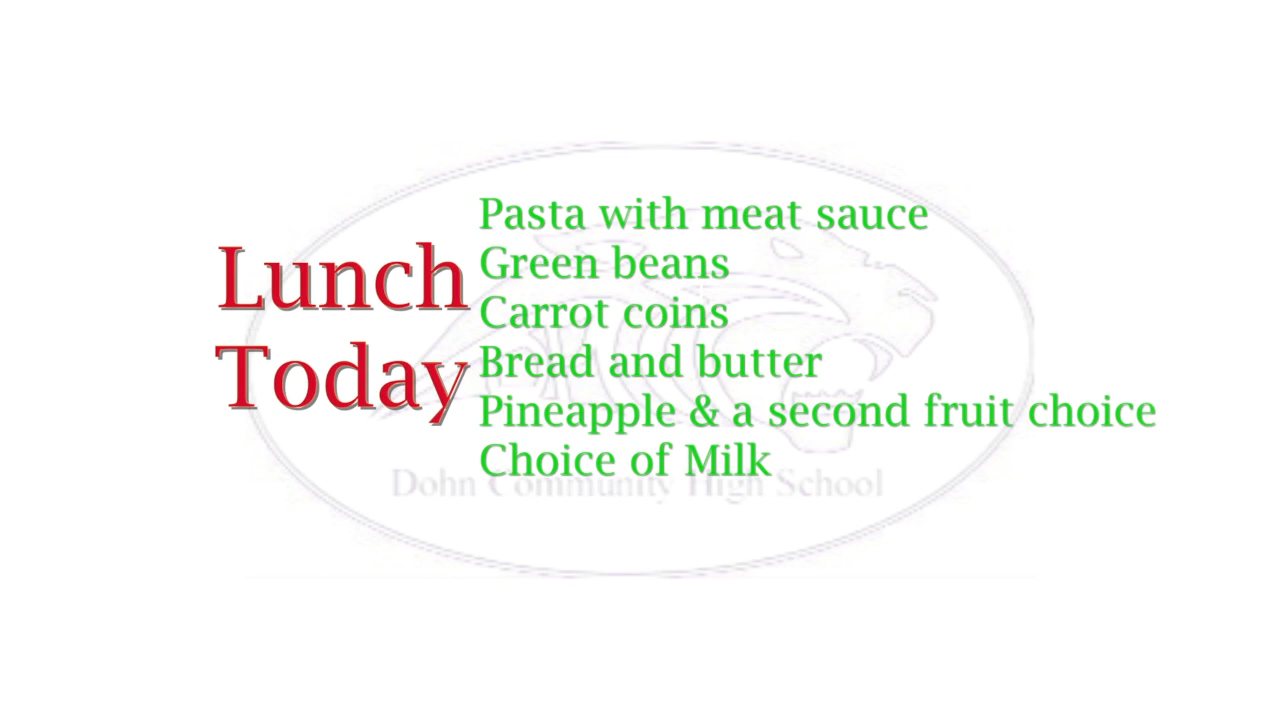 Lunch
Today
Pasta with meat sauce
Green beans
Carrot coins
Bread and butter
Pineapple & a second fruit choice
Choice of Milk
Dohn Community High School